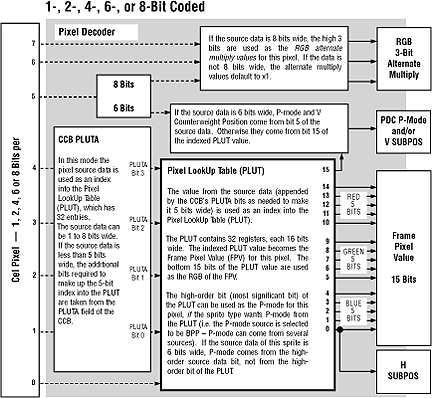 1-, 2-, 4-, 6-, or 8-Bit Coded
Pixel Decoder
7
6
5
4
3
2
1
0
Cel Pixel — 1, 2, 4, 6 or 8 Bits per
8 Bits
6 Bits
If the source data is 8 bits wide, the high 3
bits are used as the RGB alternate
multiply values for this pixel. If the data is
not 8 bits wide, the alternate multiply
values default to x1.
RGB
3-Bit
Alternate
Multiply
If the source data is 6 bits wide, P-mode and V
Counterweight Position come from bit 5 of the
source data. Otherwise they come from bit 15 of
the indexed PLUT value.
PDC P-Mode
and/or
V SUBPOS
CCB PLUTA
In this mode the
pixel source data is
used as an index
into the Pixel
LookUp Table
(PLUT), which has
32 entries.
The source data can
be 1 to 8 bits wide.
If the source data is
less than 5 bits
wide, the additional
bits required to
make up the 5-bit
index into the PLUT
are taken from the
PLUTA field of the
CCB.
PLUTA
Bit 3
PLUTA
Bit 2
PLUTA
Bit 1
PLUTA
Bit 0
Pixel LookUp Table (PLUT)
The value from the source data (appended
by the CCB's PLUTA bits as needed to make
it 5 bits wide) is used as an index into the
Pixel LookUp Table (PLUT).
The PLUT contains 32 registers, each 16 bits
wide. The indexed PLUT value becomes the
Frame Pixel Value (FPV) for this pixel. The
bottom 15 bits of the PLUT value are used
as the RGB of the FPV.
The high-order bit (most significant bit) of
the PLUT can be used as the P-mode for this
pixel, if the sprite type wants P-mode from
the PLUT (i.e. the P-mode source is selected
to be BPP – P-mode can come from several
sources). If the source data of this sprite is
6 bits wide, P-mode comes from the high-
order source data bit, not from the high-
order bit of the PLUT.
15
14
13
12
11
10
9
8
7
6
5
4
3
2
1
0
RED
5
BITS
GREEN
5
BITS
BLUE
5
BITS
Frame
Pixel
Value
15 Bits
H
SUBPOS